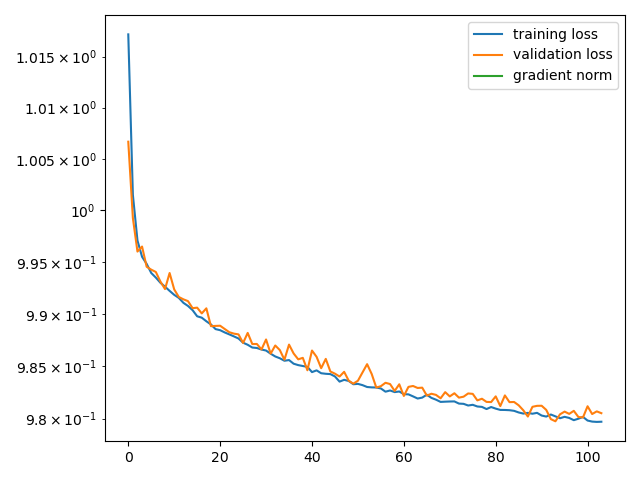 training loss
validation loss
gradient norm
1.015 × 10⁰
1.01 × 10⁰
1.005 × 10⁰
10⁰
9.95 × 10⁻¹
9.9 × 10⁻¹
9.85 × 10⁻¹
9.8 × 10⁻¹
0 20 40 60 80 100